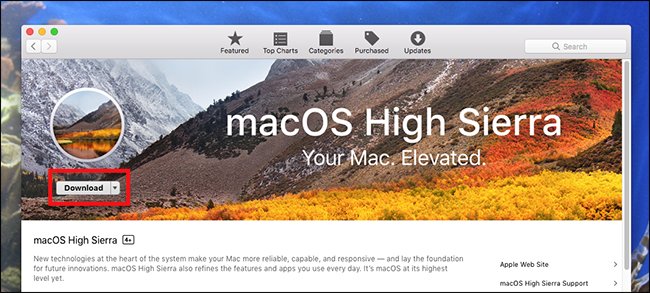 Featured Top Charts Categories Purchased Updates Search
macOS High Sierra
Your Mac. Elevated.
Download
macOS High Sierra 4+
New technologies at the heart of the system make your Mac more reliable, capable, and responsive — and lay the foundation
for future innovations. macOS High Sierra also refines the features and apps you use every day. It's macOS at its highest
level yet.
Apple Web Site
macOS High Sierra Support